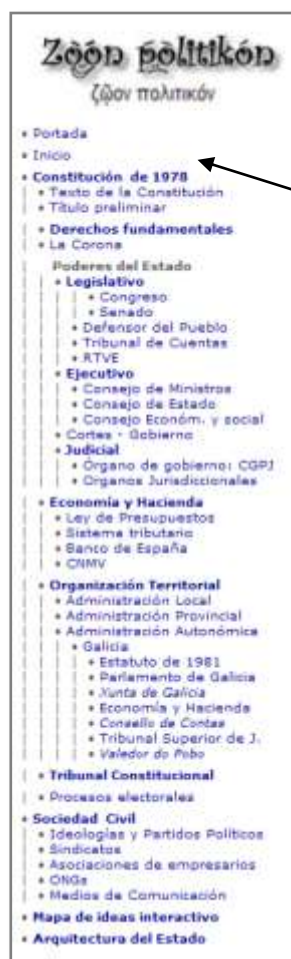 Zoón politikón
ζῷον πολιτικόν
Portada
Inicio
Constitución de 1978
Texto de la Constitución
Título preliminar
Derechos fundamentales
La Corona
Poderes del Estado
Legislativo
Congreso
Senado
Defensor del Pueblo
Tribunal de Cuentas
RTVE
Ejecutivo
Consejo de Ministros
Consejo de Estado
Consejo Económ. y social
Cortes - Gobierno
Judicial
Órgano de gobierno: CGPJ
Órganos Jurisdiccionales
Economía y Hacienda
Ley de Presupuestos
Sistema tributario
Banco de España
CNMV
Organización Territorial
Administración Local
Administración Provincial
Administración Autonómica
Galicia
Estatuto de 1981
Parlamento de Galicia
Xunta de Galicia
Economía y Hacienda
Consello de Contas
Tribunal Superior de J.
Valedor do Pobo
Tribunal Constitucional
Procesos electorales
Sociedad Civil
Ideologías y Partidos Políticos
Sindicatos
Asociaciones de empresarios
ONGs
Medios de Comunicación
Mapa de ideas interactivo
Arquitectura del Estado